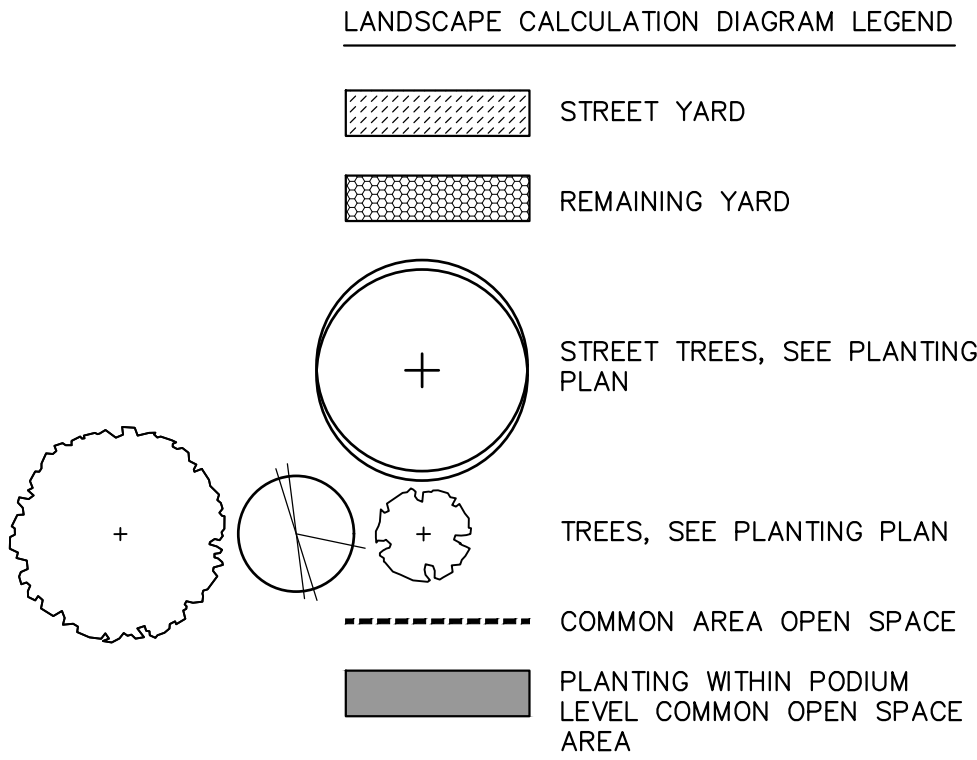 LANDSCAPE CALCULATION DIAGRAM LEGEND
STREET YARD
REMAINING YARD
STREET TREES, SEE PLANTING
PLAN
TREES, SEE PLANTING PLAN
COMMON AREA OPEN SPACE
PLANTING WITHIN PODIUM
LEVEL COMMON OPEN SPACE
AREA